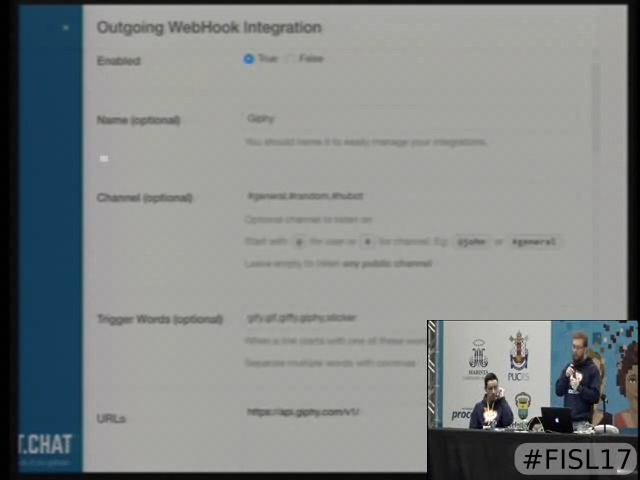 Outgoing WebHook Integration
Enabled
True False
Name (optional)
Giphy
You should name it to easily manage your integrations.
Channel (optional)
#general,#random,#hubot
Optional channel to listen on
Start with @ for user or # for channel. Eg: @john or #general
Leave empty to listen any public channel
Trigger Words (optional)
gify,gif,giffy,giphy,sticker
When a line starts with one of these
Separate multiple words with commas
URLs
https://api.giphy.com/v1/
T.CHAT
MARISTA
PUCRS
#FISL17